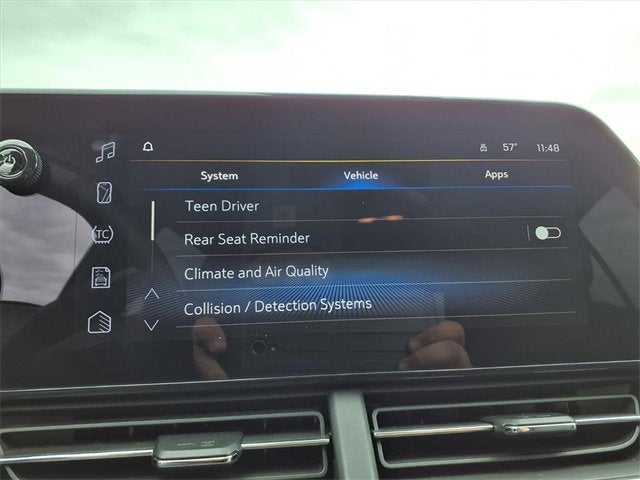 57°
11:48
System Vehicle Apps
Teen Driver
TC
Rear Seat Reminder
Climate and Air Quality
Collision / Detection Systems